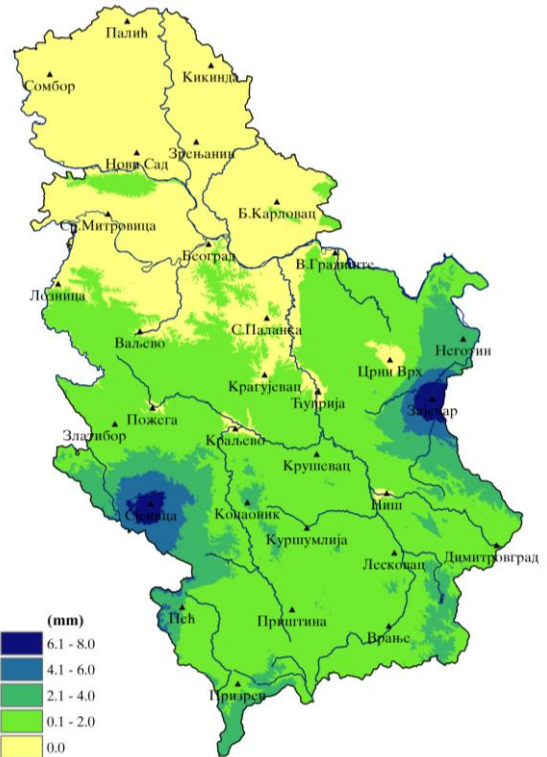 Палић
Сомбор
Кикинда
Нови Сад
Зрењанин
Б.Карловац
Ср.Митровица
Београд
В.Градиште
Лозница
С.Паланка
Ваљево
Неготин
Црни Врх
Крагујевац
Ћуприја
Зајечар
Пожега
Златибор
Краљево
Крушевац
Сјеница
Копаоник
Ниш
Куршумлија
Лесковац
Димитровград
Пећ
Приштина
Врање
Призрен
(mm)
6.1 - 8.0
4.1 - 6.0
2.1 - 4.0
0.1 - 2.0
0.0